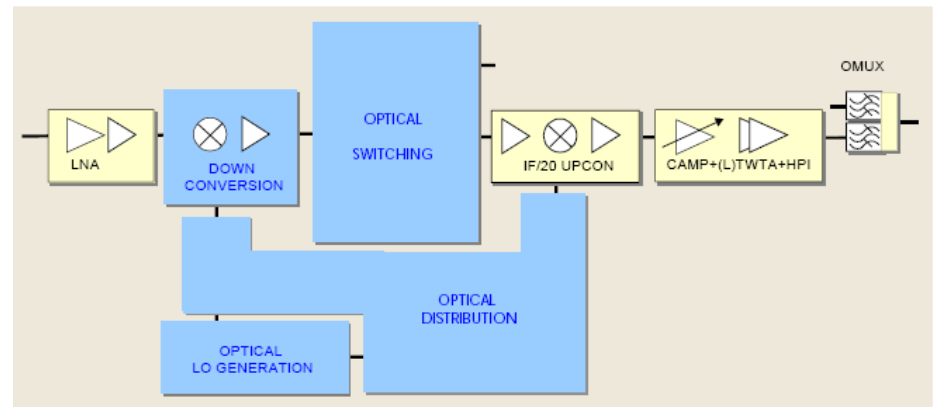 OMUX
LNA
DOWN
CONVERSION
OPTICAL
SWITCHING
IF/20 UPCON
CAMP+(L)TWTA+HPI
OPTICAL
DISTRIBUTION
OPTICAL
LO GENERATION